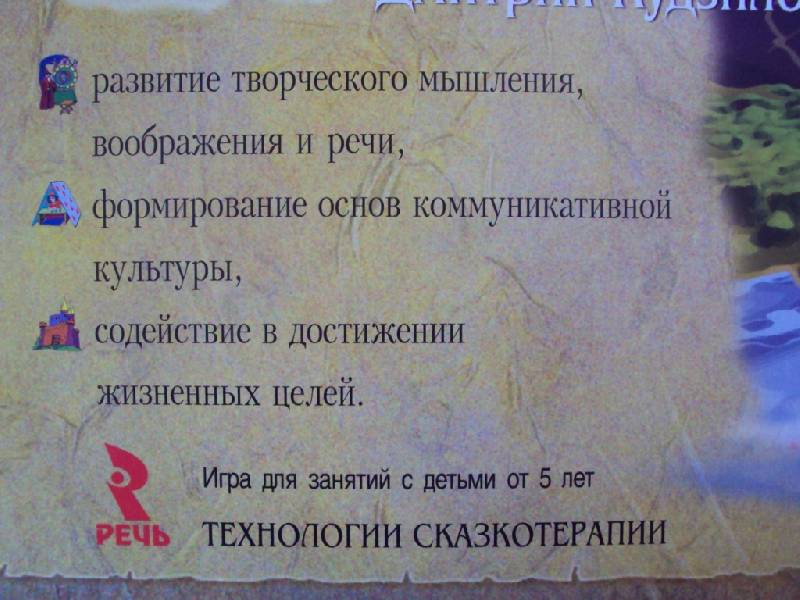 развитие творческого мышления,
воображения и речи,
формирование основ коммуникативной
культуры,
содействие в достижении
жизненных целей.
Игра для занятий с детьми от 5 лет
РЕЧЬ
ТЕХНОЛОГИИ СКАЗКОТЕРАПИИ